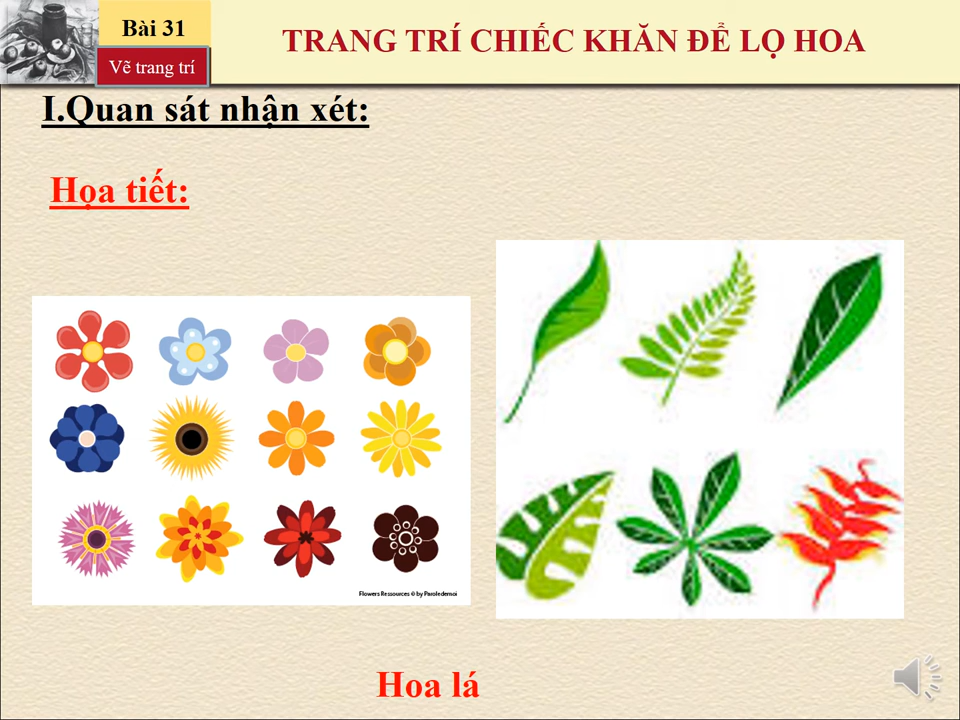 Bài 31
Vẽ trang trí
TRANG TRÍ CHIẾC KHĂN ĐỂ LỌ HOA
I.Quan sát nhận xét:
Họa tiết:
Flowers Ressources © by Paroledemoi
Hoa lá